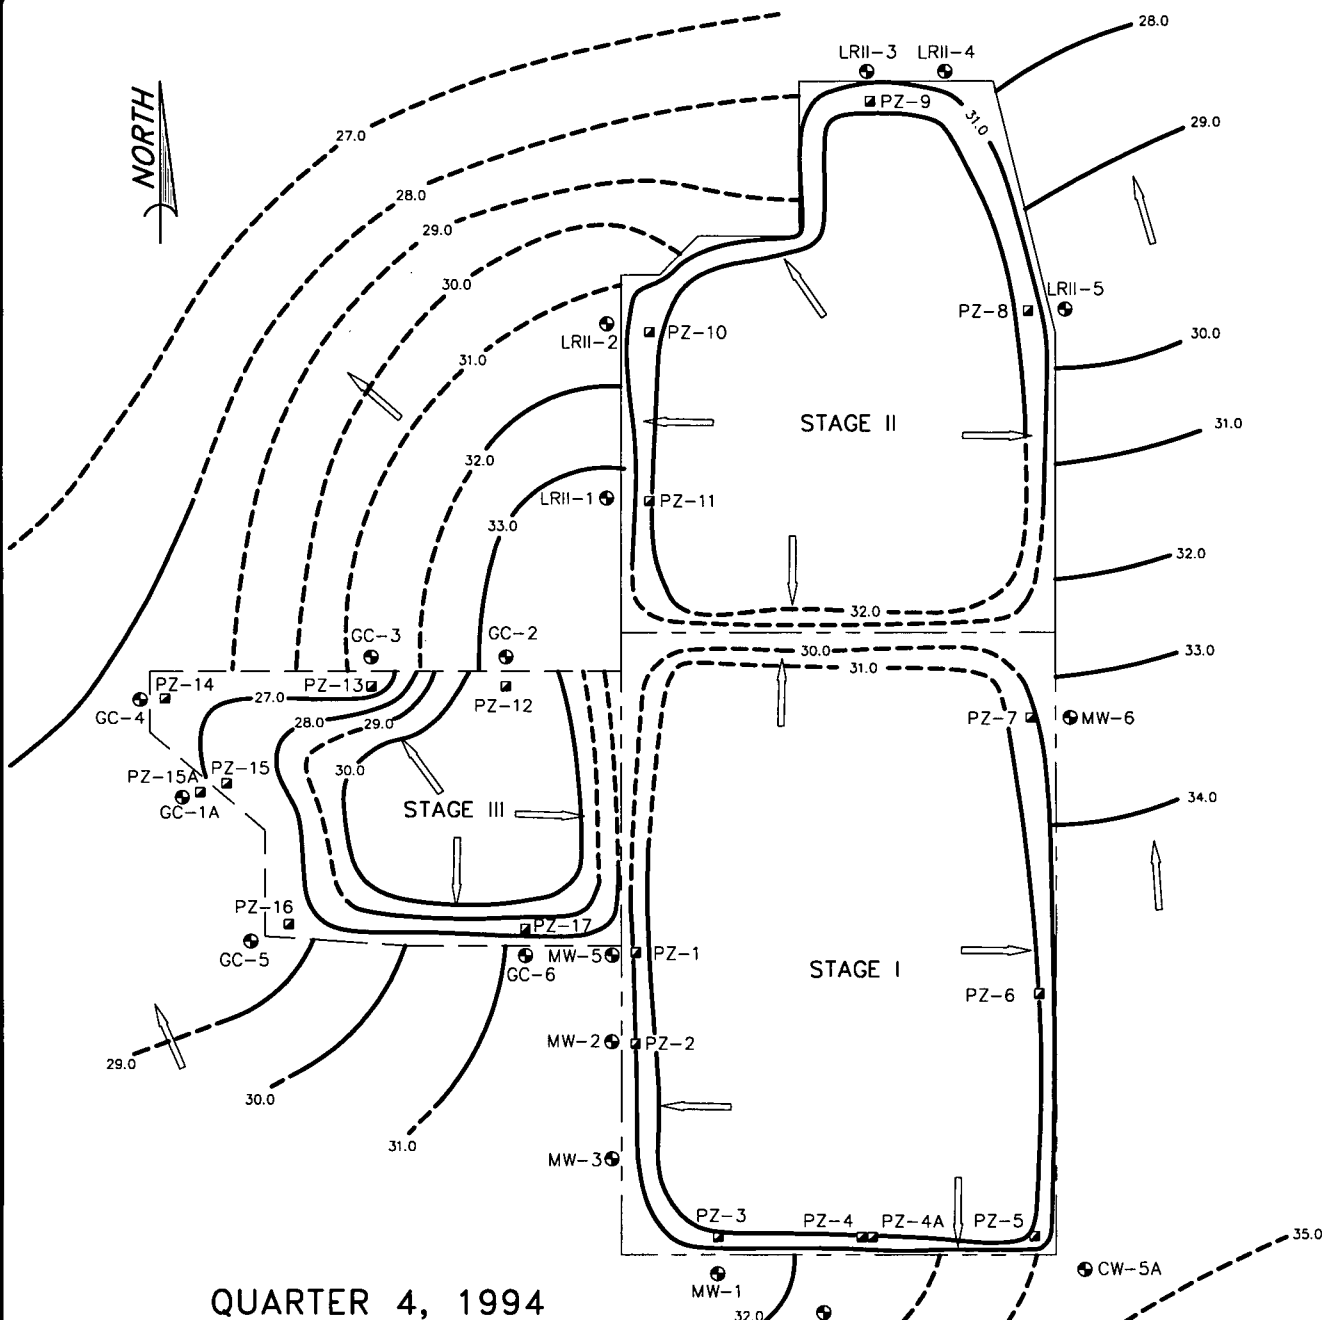 28.0
LRII-3
LRII-4
NORTH
27.0
PZ-9
31.0
29.0
28.0
29.0
30.0
LRII-5
PZ-8
LRII-2
PZ-10
30.0
31.0
STAGE II
31.0
32.0
LRII-1
PZ-11
33.0
32.0
32.0
GC-3
GC-2
30.0
33.0
31.0
PZ-14
PZ-13
27.0
PZ-12
GC-4
28.0
29.0
PZ-7
MW-6
PZ-15A
PZ-15
30.0
GC-1A
STAGE III
34.0
PZ-16
PZ-17
GC-5
GC-6
MW-5
PZ-1
STAGE I
PZ-6
MW-2
PZ-2
29.0
30.0
31.0
MW-3
PZ-3
PZ-4
PZ-4A
PZ-5
35.0
CW-5A
MW-1
QUARTER 4, 1994
32.0